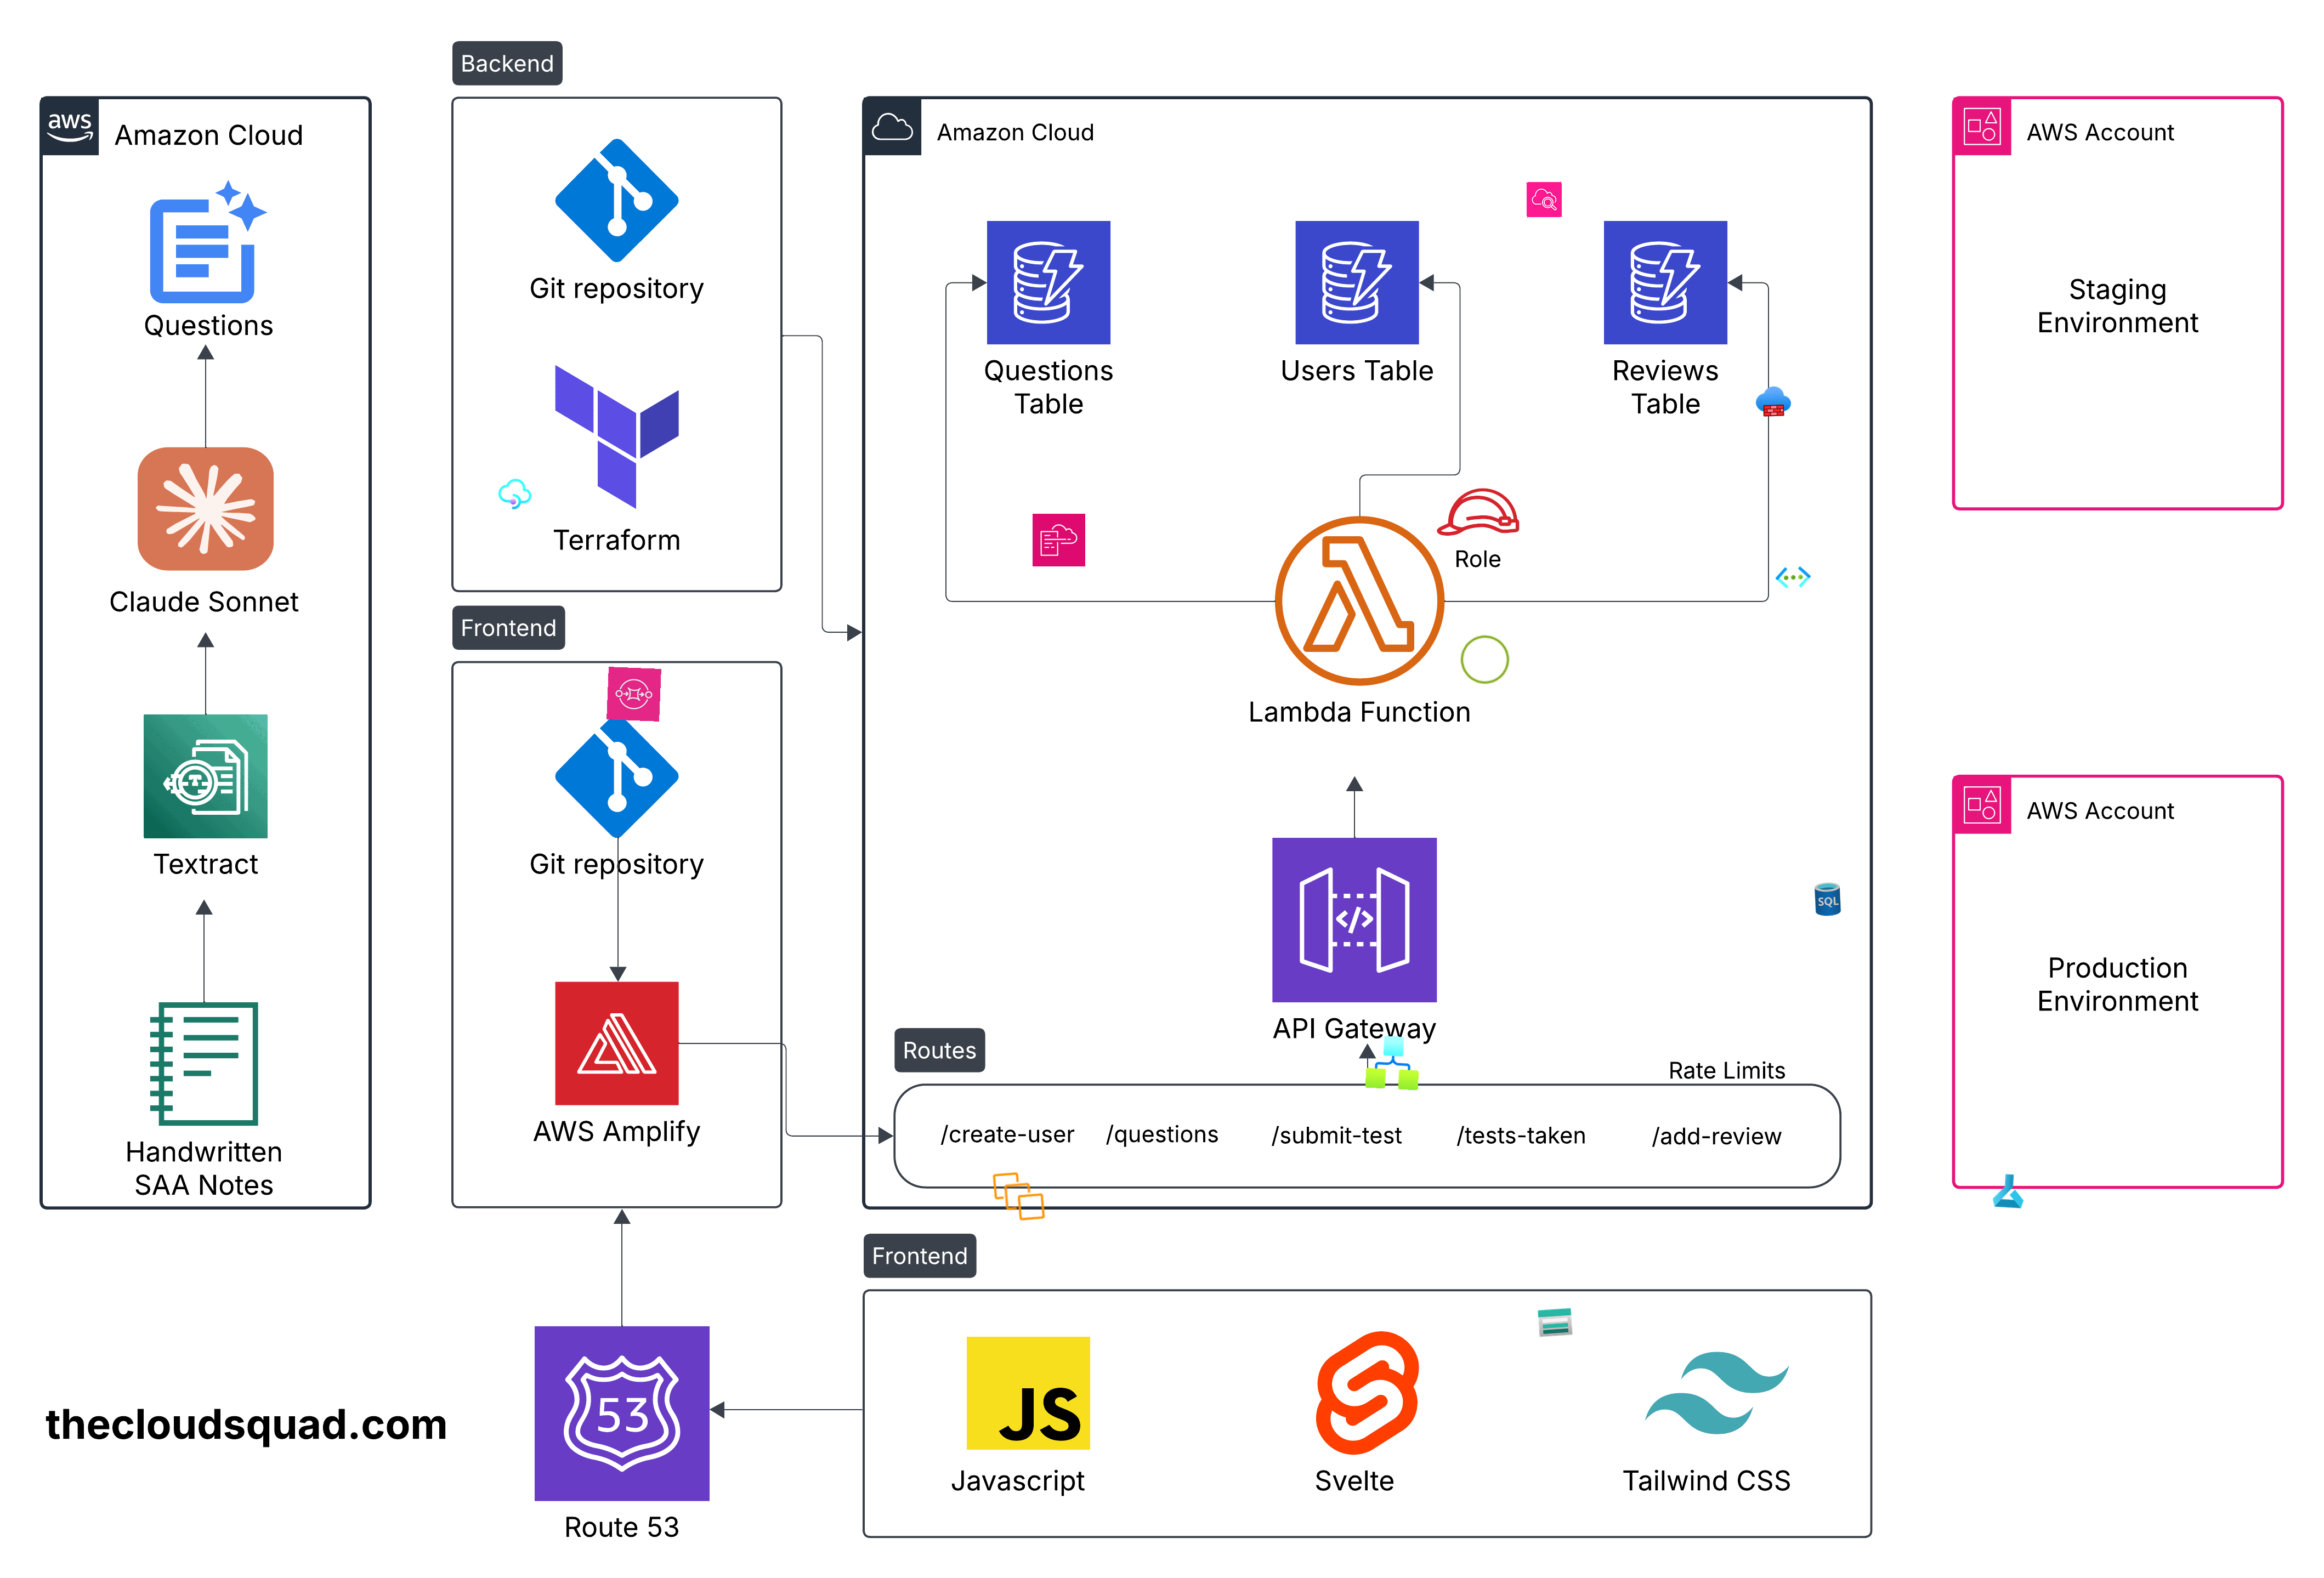 Backend
aws
Amazon Cloud
Questions
Claude Sonnet
Textract
Handwritten
SAA Notes
Git repository
Terraform
Frontend
Git repository
AWS Amplify
Amazon Cloud
Questions
Table
Users Table
Reviews
Table
Role
Lambda Function
API Gateway
SQL
Routes
Rate Limits
/create-user
/questions
/submit-test
/tests-taken
/add-review
AWS Account
Staging
Environment
AWS Account
Production
Environment
thecloudsquad.com
53
Route 53
Frontend
JS
Javascript
Svelte
Tailwind CSS